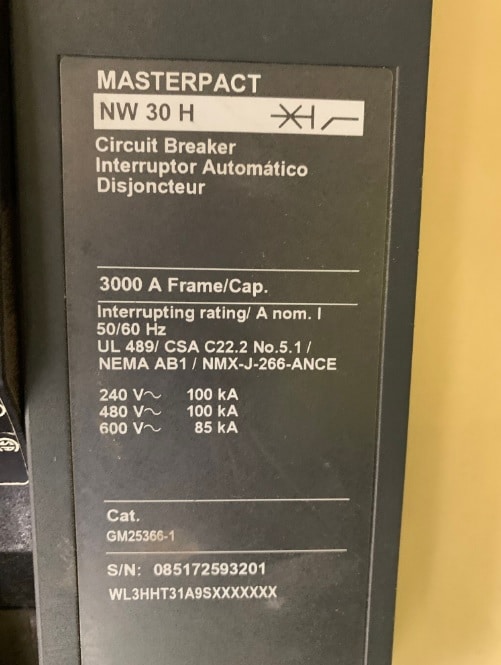 MASTERPACT
NW 30 H
Circuit Breaker
Interruptor Automático
Disjoncteur
3000 A Frame/Cap.
Interrupting rating/ A nom. I
50/60 Hz
UL 489/ CSA C22.2 No.5.1 /
NEMA AB1 / NMX-J-266-ANCE
240 V~ 100 kA
480 V~ 100 kA
600 V~ 85 kA
Cat.
GM25366-1
S/N: 085172593201
WL3HHT31A9SXXXXXXX